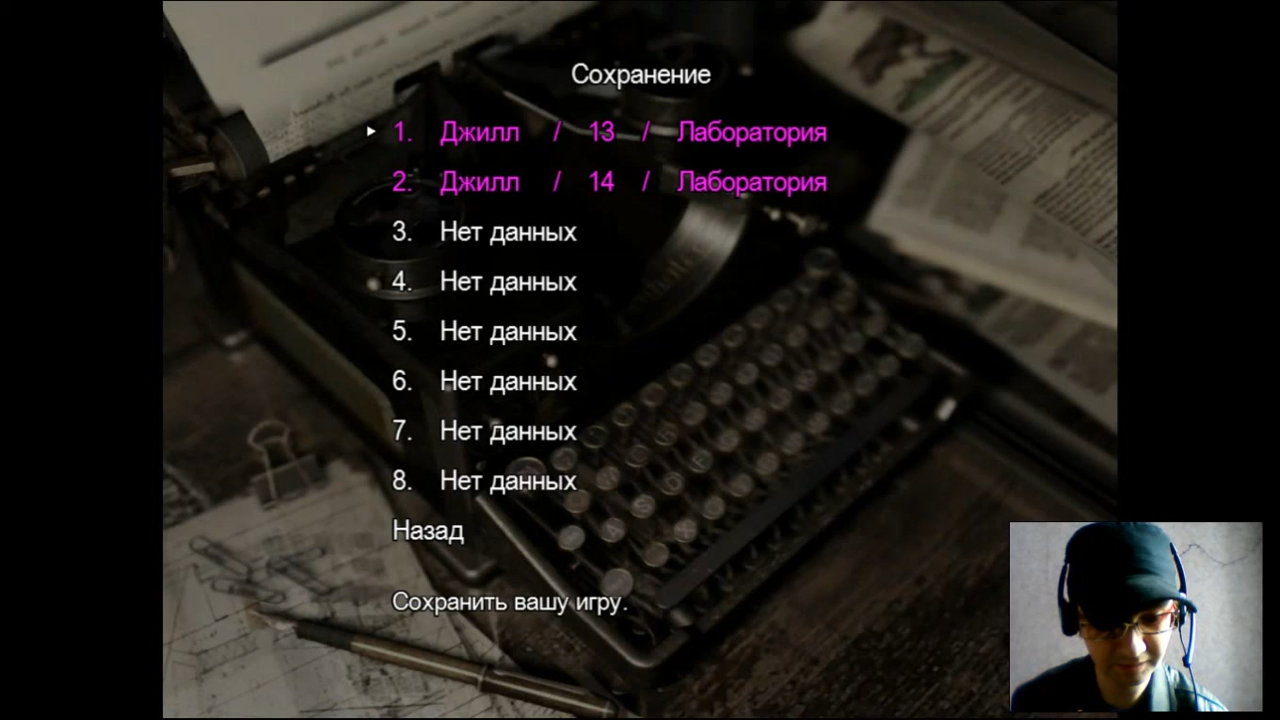 Сохранение
1. Джилл / 13 / Лаборатория
2. Джилл / 14 / Лаборатория
3. Нет данных
4. Нет данных
5. Нет данных
6. Нет данных
7. Нет данных
8. Нет данных
Назад
Сохранить вашу игру.